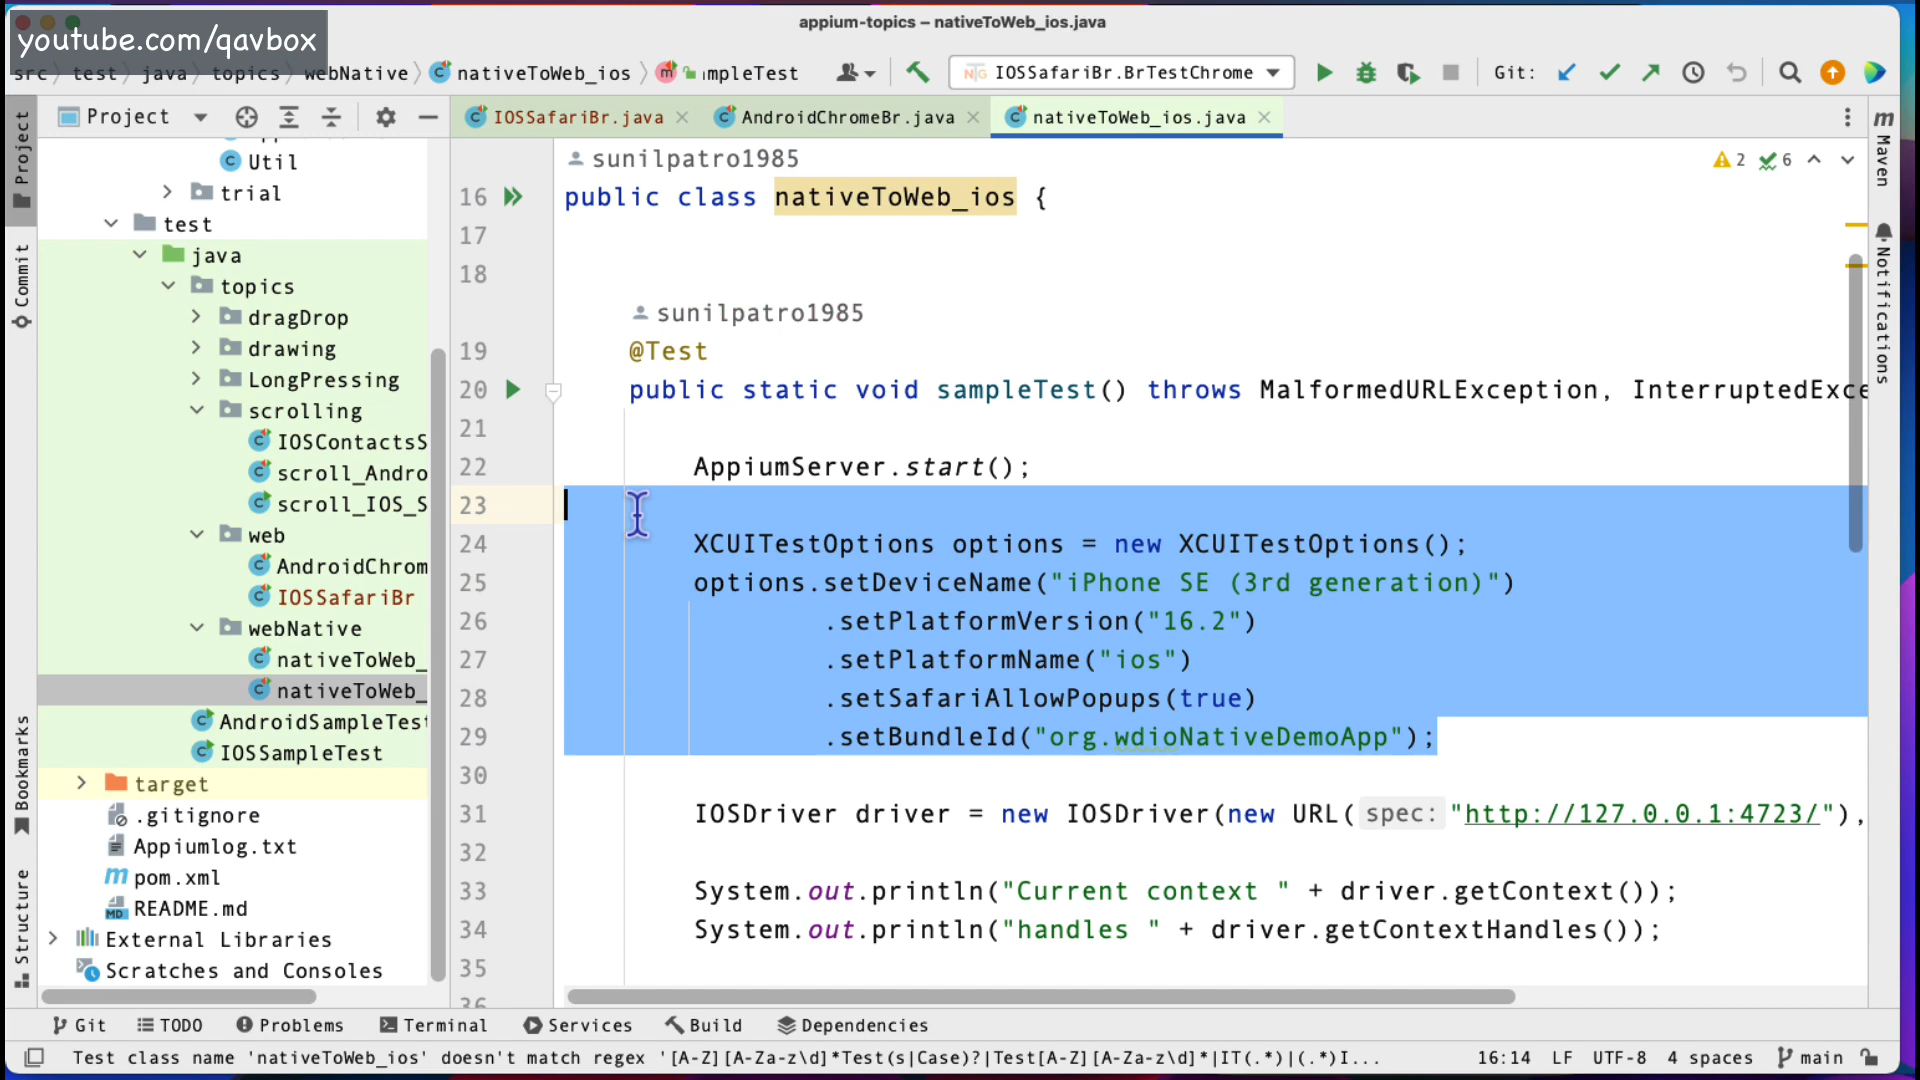 appium-topics – nativeToWeb_ios.java
youtube.com/qavbox
src test java topics webNative nativeToWeb_ios mpleTest
IOSSafariBr.BrTestChrome
Git:
Project
IOSSafariBr.java
AndroidChromeBr.java
nativeToWeb_ios.java
Project
Commit
Bookmarks
Structure
Util
trial
test
java
topics
dragDrop
drawing
LongPressing
scrolling
IOSContactsS
scroll_Andro
scroll_IOS_S
web
AndroidChrom
IOSSafariBr
webNative
nativeToWeb_
nativeToWeb_
AndroidSampleTest
IOSSampleTest
target
.gitignore
Appiumlog.txt
pom.xml
README.md
External Libraries
Scratches and Consoles
sunilpatro1985
2 6
16 public class nativeToWeb_ios {
17
18
sunilpatro1985
19 @Test
20 public static void sampleTest() throws MalformedURLException, InterruptedExce
21
22 AppiumServer.start();
23
24 XCUITestOptions options = new XCUITestOptions();
25 options.setDeviceName("iPhone SE (3rd generation)")
26 .setPlatformVersion("16.2")
27 .setPlatformName("ios")
28 .setSafariAllowPopups(true)
29 .setBundleId("org.wdioNativeDemoApp");
30
31 IOSDriver driver = new IOSDriver(new URL( spec: "http://127.0.0.1:4723/"),
32
33 System.out.println("Current context " + driver.getContext());
34 System.out.println("handles " + driver.getContextHandles());
35
36
Maven
Notifications
Git TODO Problems Terminal Services Build Dependencies
Test class name 'nativeToWeb_ios' doesn't match regex '[A-Z][A-Za-z\d]*Test(s|Case)?|Test[A-Z][A-Za-z\d]*|IT(.*)|(.*)I... 16:14 LF UTF-8 4 spaces main